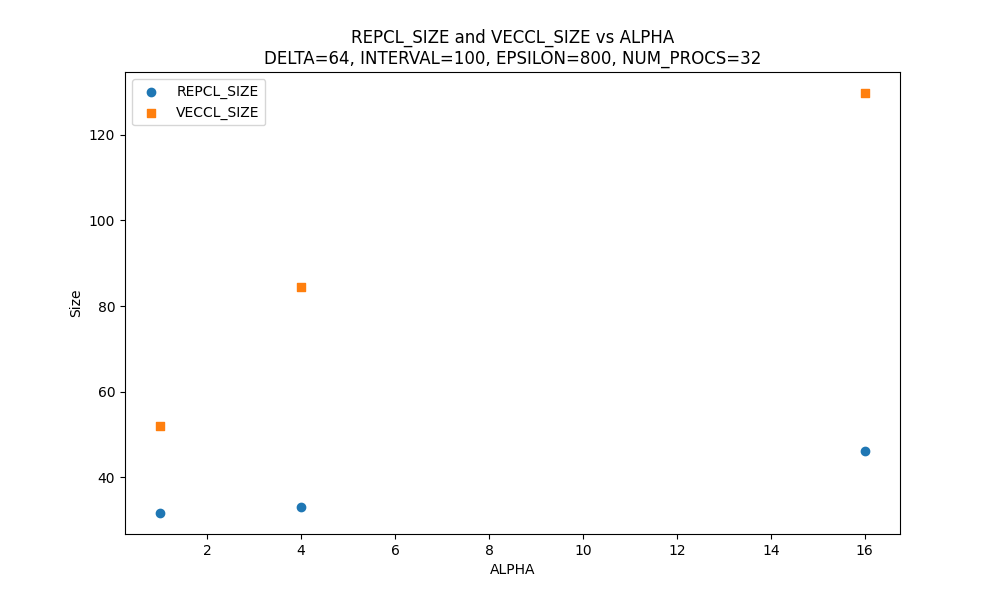 REPCL_SIZE and VECCL_SIZE vs ALPHA
DELTA=64, INTERVAL=100, EPSILON=800, NUM_PROCS=32
REPCL_SIZE
VECCL_SIZE
120
100
80
60
40
Size
2 4 6 8 10 12 14 16
ALPHA